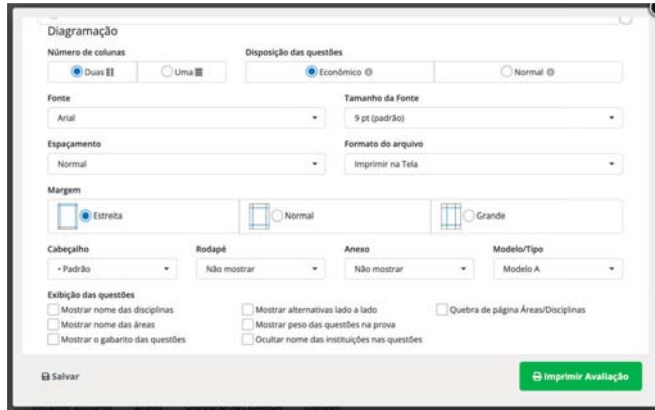 Diagramação
Número de colunas Disposição das questões
Duas Uma Econômico Normal
Fonte Tamanho da Fonte
Arial 9 pt (padrão)
Espaçamento Formato do arquivo
Normal Imprimir na Tela
Margem
Estreita Normal Grande
Cabeçalho Rodapé Anexo Modelo/Tipo
• Padrão Não mostrar Não mostrar Modelo A
Exibição das questões
Mostrar nome das disciplinas Mostrar alternativas lado a lado Quebra de página Áreas/Disciplinas
Mostrar nome das áreas Mostrar peso das questões na prova
Mostrar o gabarito das questões Ocultar nome das instituições nas questões
Salvar Imprimir Avaliação